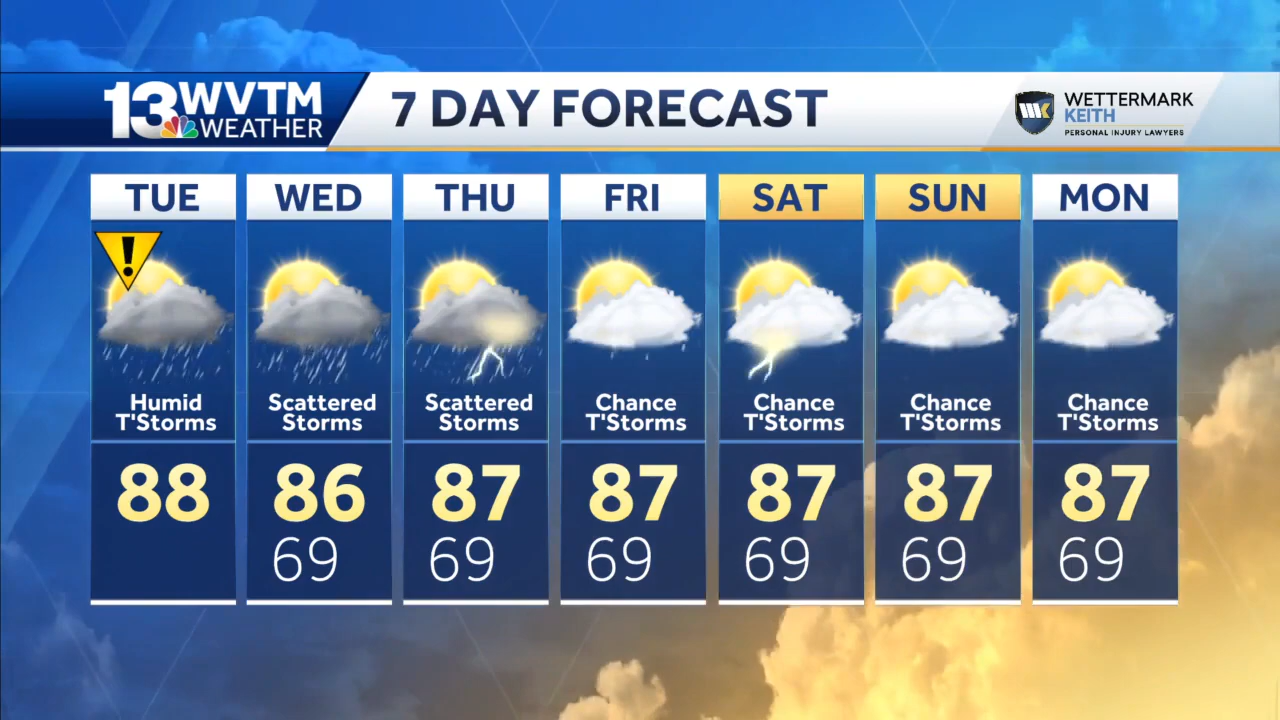 13 WVTM
WEATHER
7 DAY FORECAST
WETTERMARK
KEITH
PERSONAL INJURY LAWYERS
TUE
WED
THU
FRI
SAT
SUN
MON
!
Humid
T'Storms
Scattered
Storms
Scattered
Storms
Chance
T'Storms
Chance
T'Storms
Chance
T'Storms
Chance
T'Storms
88
86
87
87
87
87
87
69
69
69
69
69
69